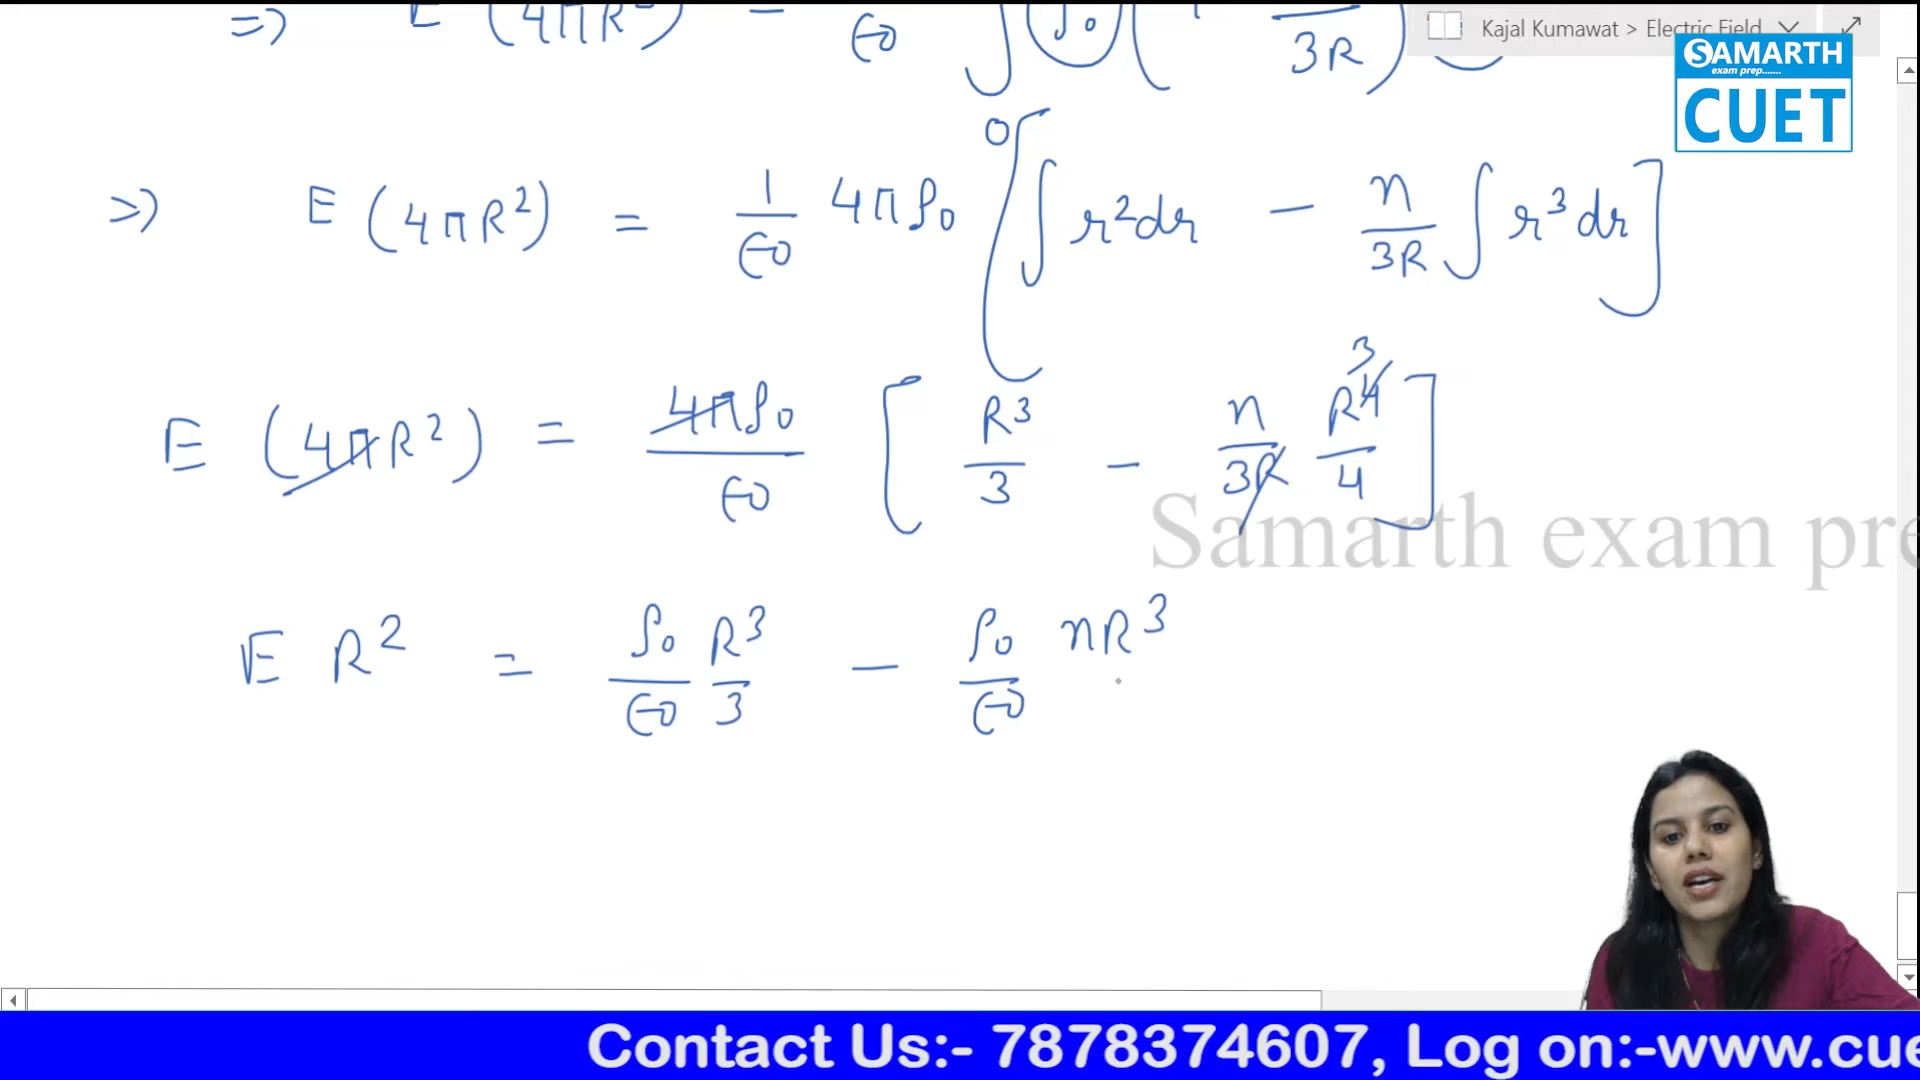 Kajal Kumawat > Electric Field
SAMARTH
exam prep.......
CUET
=> E (4πR²) = 1/ε0 4πρ0 [∫ r²dr − n/3R ∫ r³dr]
E (4πR²) = 4πρ0/ε0 [R³/3 − n/3R R⁴/4]
3
E R² = ρ0/ε0 R³/3 − ρ0/ε0 nR³
Samarth exam pre
Contact Us:- 7878374607, Log on:-www.cue